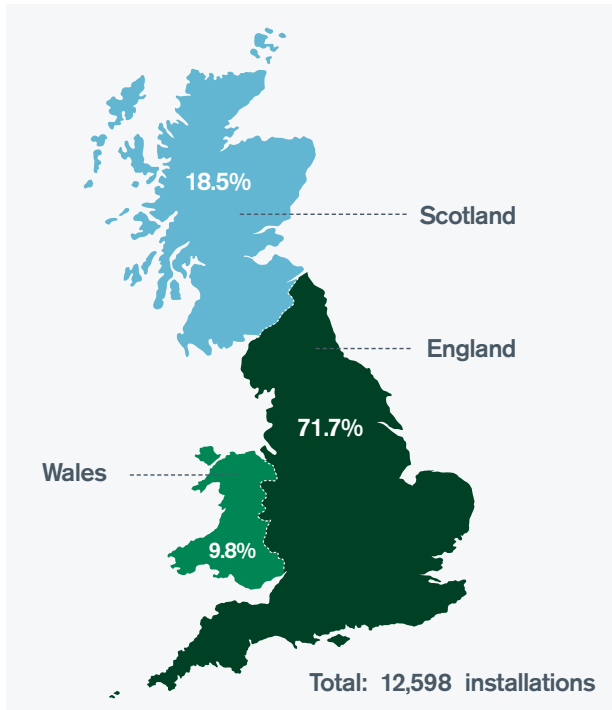 18.5%
Scotland
England
71.7%
Wales
9.8%
Total: 12,598 installations